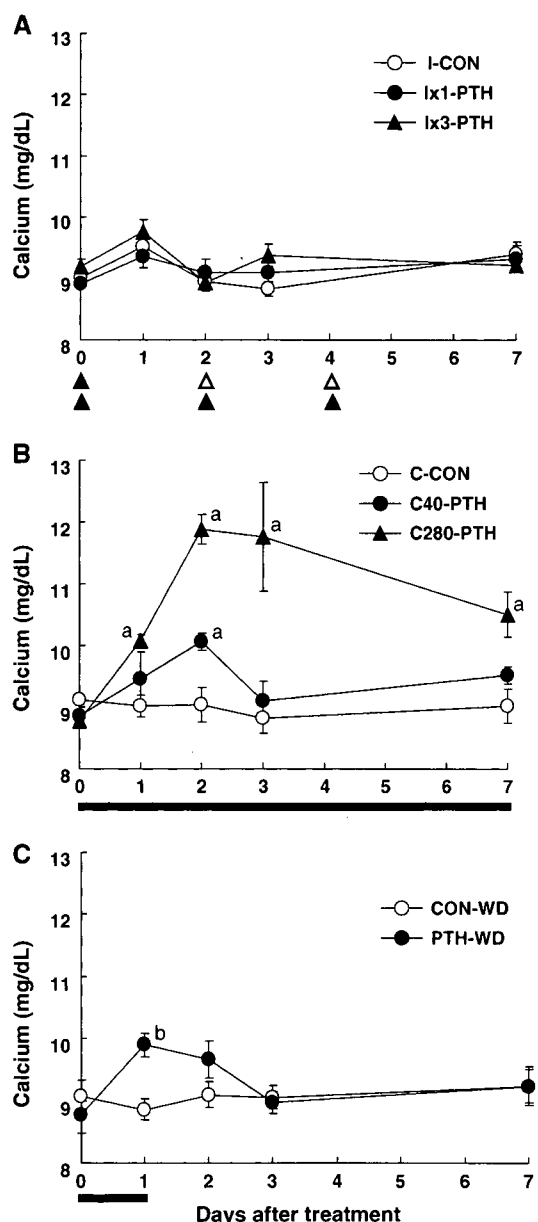 A
13
12
11
10
9
8
Calcium (mg/dL)
I-CON
Ix1-PTH
Ix3-PTH
0 1 2 3 4 5 6 7
B
13
12
11
10
9
8
Calcium (mg/dL)
C-CON
C40-PTH
C280-PTH
a
a
a
a
a
0 1 2 3 4 5 6 7
C
13
12
11
10
9
8
Calcium (mg/dL)
CON-WD
PTH-WD
b
0 1 2 3 4 5 6 7
Days after treatment